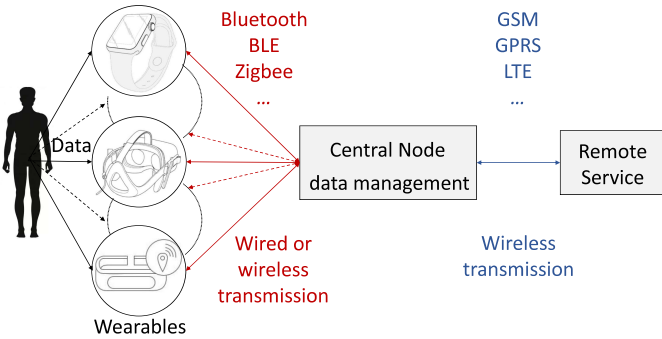 Bluetooth
BLE
Zigbee
...
GSM
GPRS
LTE
...
Data
Central Node
data management
Remote
Service
Wired or
wireless
transmission
Wireless
transmission
Wearables